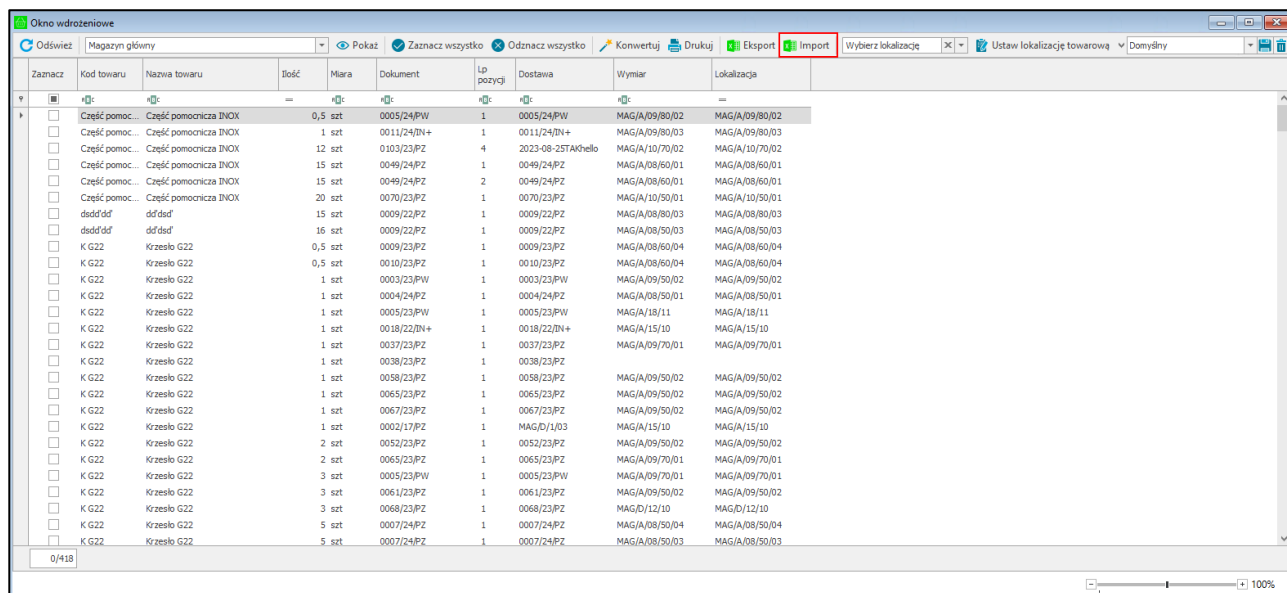 Okno wdrożeniowe
Odśwież Magazyn główny Pokaż Zaznacz wszystko Odznacz wszystko Konwertuj Drukuj Eksport Import Wybierz lokalizację Ustaw lokalizację towarową Domyślny
Zaznacz Kod towaru Nazwa towaru Ilość Miara Dokument Lp pozycji Dostawa Wymiar Lokalizacja
Część pomoc... Część pomocnicza INOX 0,5 szt 0005/24/PW 1 0005/24/PW MAG/A/09/80/02 MAG/A/09/80/02
Część pomoc... Część pomocnicza INOX 1 szt 0011/24/IN+ 1 0011/24/IN+ MAG/A/09/80/03 MAG/A/09/80/03
Część pomoc... Część pomocnicza INOX 12 szt 0103/23/PZ 4 2023-08-25TAKhello MAG/A/10/70/02 MAG/A/10/70/02
Część pomoc... Część pomocnicza INOX 15 szt 0049/24/PZ 1 0049/24/PZ MAG/A/08/60/01 MAG/A/08/60/01
Część pomoc... Część pomocnicza INOX 15 szt 0049/24/PZ 2 0049/24/PZ MAG/A/08/60/01 MAG/A/08/60/01
Część pomoc... Część pomocnicza INOX 20 szt 0070/23/PZ 1 0070/23/PZ MAG/A/10/50/01 MAG/A/10/50/01
dsdd'dd' dd'dsd' 15 szt 0009/22/PZ 1 0009/22/PZ MAG/A/08/80/03 MAG/A/08/80/03
dsdd'dd' dd'dsd' 16 szt 0009/22/PZ 1 0009/22/PZ MAG/A/08/50/03 MAG/A/08/50/03
K G22 Krzesło G22 0,5 szt 0009/23/PZ 1 0009/23/PZ MAG/A/08/60/04 MAG/A/08/60/04
K G22 Krzesło G22 0,5 szt 0010/23/PZ 1 0010/23/PZ MAG/A/08/60/04 MAG/A/08/60/04
K G22 Krzesło G22 1 szt 0003/23/PW 1 0003/23/PW MAG/A/09/50/02 MAG/A/09/50/02
K G22 Krzesło G22 1 szt 0004/24/PZ 1 0004/24/PZ MAG/A/08/50/01 MAG/A/08/50/01
K G22 Krzesło G22 1 szt 0005/23/PW 1 0005/23/PW MAG/A/18/11 MAG/A/18/11
K G22 Krzesło G22 1 szt 0018/22/IN+ 1 0018/22/IN+ MAG/A/15/10 MAG/A/15/10
K G22 Krzesło G22 1 szt 0037/23/PZ 1 0037/23/PZ MAG/A/09/70/01 MAG/A/09/70/01
K G22 Krzesło G22 1 szt 0038/23/PZ 1 0038/23/PZ
K G22 Krzesło G22 1 szt 0058/23/PZ 1 0058/23/PZ MAG/A/09/50/02 MAG/A/09/50/02
K G22 Krzesło G22 1 szt 0065/23/PZ 1 0065/23/PZ MAG/A/09/50/02 MAG/A/09/50/02
K G22 Krzesło G22 1 szt 0067/23/PZ 1 0067/23/PZ MAG/A/09/50/02 MAG/A/09/50/02
K G22 Krzesło G22 1 szt 0002/17/PZ 1 MAG/D/1/03 MAG/A/15/10 MAG/A/15/10
K G22 Krzesło G22 2 szt 0052/23/PZ 1 0052/23/PZ MAG/A/09/50/02 MAG/A/09/50/02
K G22 Krzesło G22 2 szt 0065/23/PZ 1 0065/23/PZ MAG/A/09/70/01 MAG/A/09/70/01
K G22 Krzesło G22 3 szt 0005/23/PW 1 0005/23/PW MAG/A/09/70/01 MAG/A/09/70/01
K G22 Krzesło G22 3 szt 0061/23/PZ 1 0061/23/PZ MAG/A/09/50/02 MAG/A/09/50/02
K G22 Krzesło G22 3 szt 0068/23/PZ 1 0068/23/PZ MAG/D/12/10 MAG/D/12/10
K G22 Krzesło G22 5 szt 0007/24/PZ 1 0007/24/PZ MAG/A/08/50/04 MAG/A/08/50/04
K G22 Krzesło G22 5 szt 0007/24/PZ 1 0007/24/PZ MAG/A/08/50/03 MAG/A/08/50/03
0/418
100%